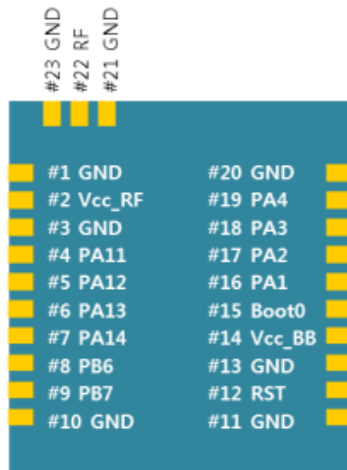 #23 GND
#22 RF
#21 GND
#1 GND
#2 Vcc_RF
#3 GND
#4 PA11
#5 PA12
#6 PA13
#7 PA14
#8 PB6
#9 PB7
#10 GND
#20 GND
#19 PA4
#18 PA3
#17 PA2
#16 PA1
#15 Boot0
#14 Vcc_BB
#13 GND
#12 RST
#11 GND